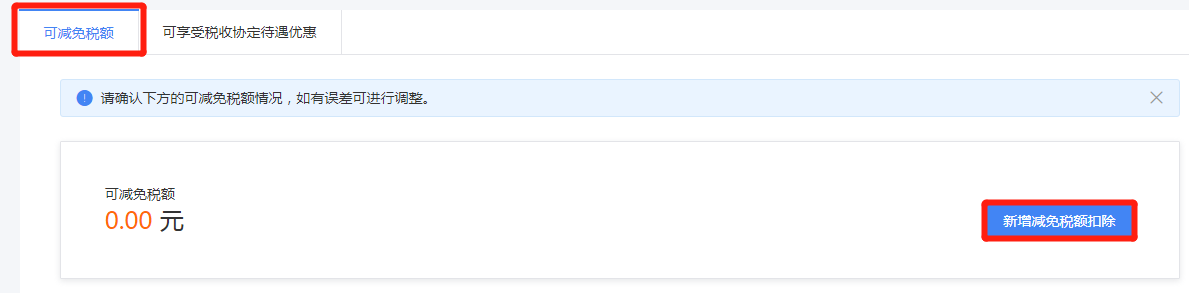 可减免税额
可享受税收协定待遇优惠
请确认下方的可减免税额情况，如有误差可进行调整。
可减免税额
0.00 元
新增减免税额扣除